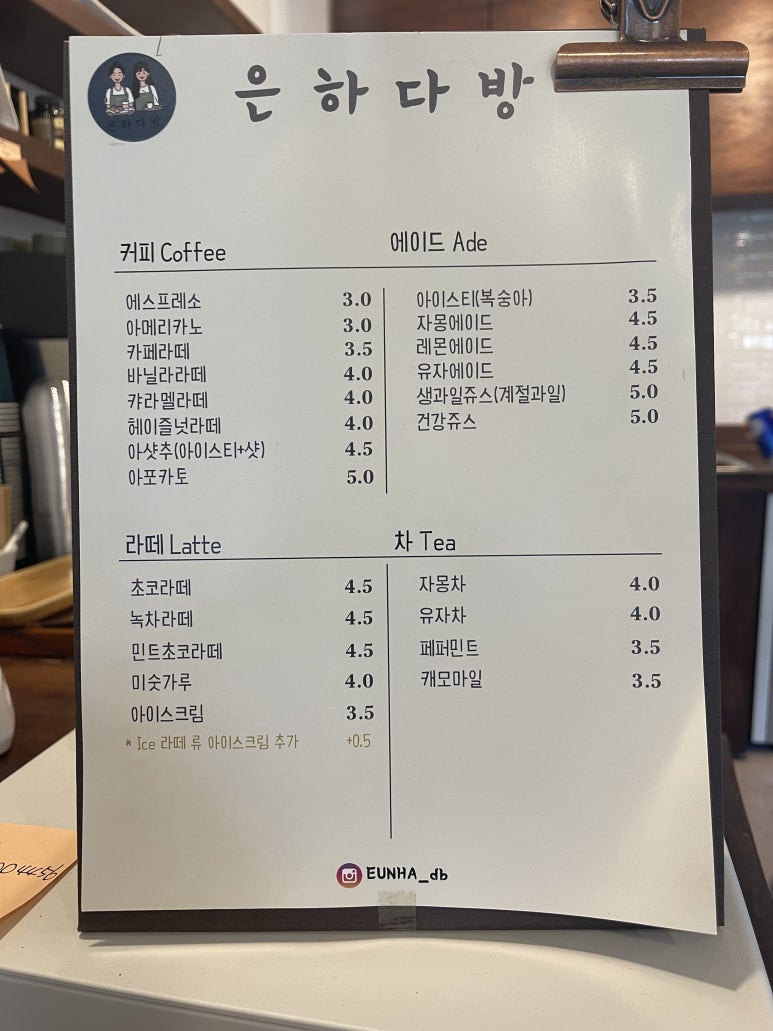 은하다방
은하다방
커피 Coffee
에스프레소 3.0
아메리카노 3.0
카페라떼 3.5
바닐라라떼 4.0
캬라멜라떼 4.0
헤이즐넛라떼 4.0
아샷추(아이스티+샷) 4.5
아포카토 5.0
에이드 Ade
아이스티(복숭아) 3.5
자몽에이드 4.5
레몬에이드 4.5
유자에이드 4.5
생과일쥬스(계절과일) 5.0
건강쥬스 5.0
라떼 Latte
초코라떼 4.5
녹차라떼 4.5
민트초코라떼 4.5
미숫가루 4.0
아이스크림 3.5
* Ice 라떼 류 아이스크림 추가 +0.5
차 Tea
자몽차 4.0
유자차 4.0
페퍼민트 3.5
캐모마일 3.5
EUNHA_db